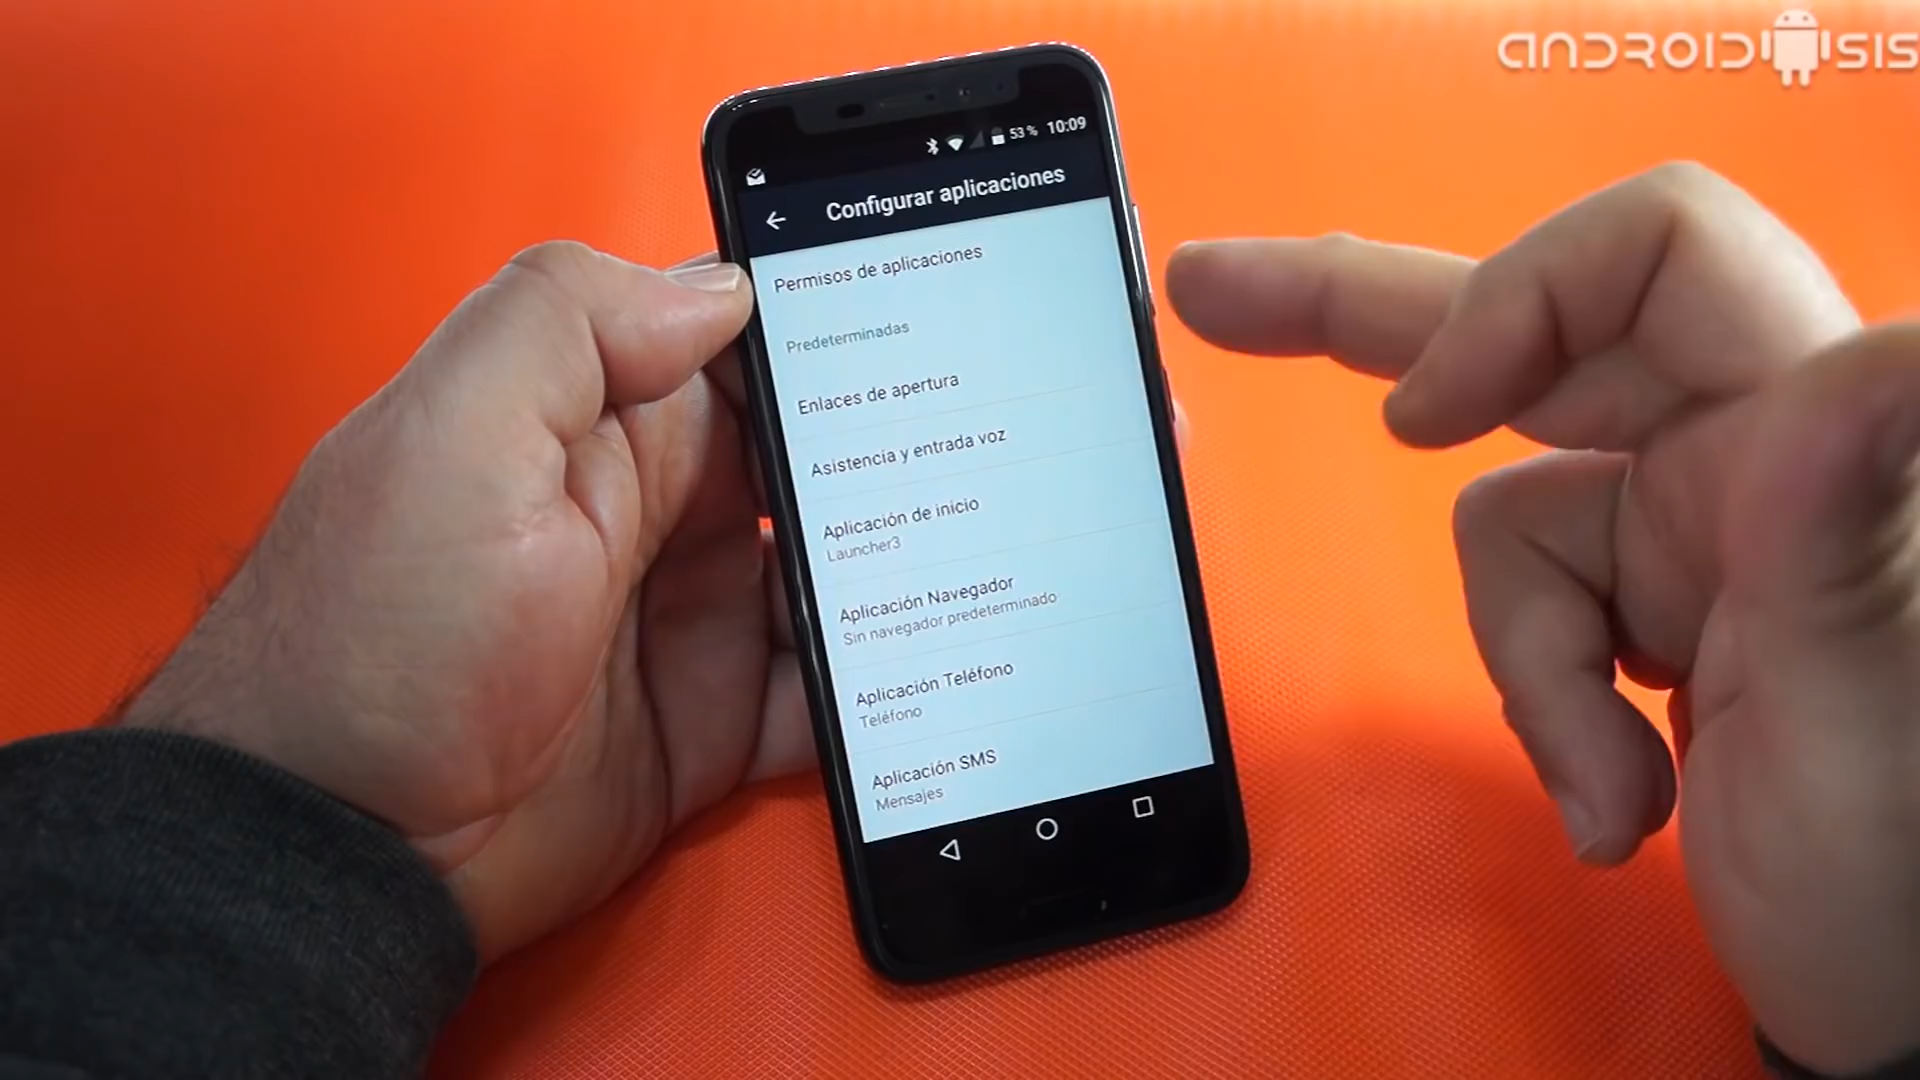 ANDROIDSIS
53 % 10:09
Configurar aplicaciones
Permisos de aplicaciones
Predeterminadas
Enlaces de apertura
Asistencia y entrada voz
Aplicación de inicio
Launcher3
Aplicación Navegador
Sin navegador predeterminado
Aplicación Teléfono
Teléfono
Aplicación SMS
Mensajes